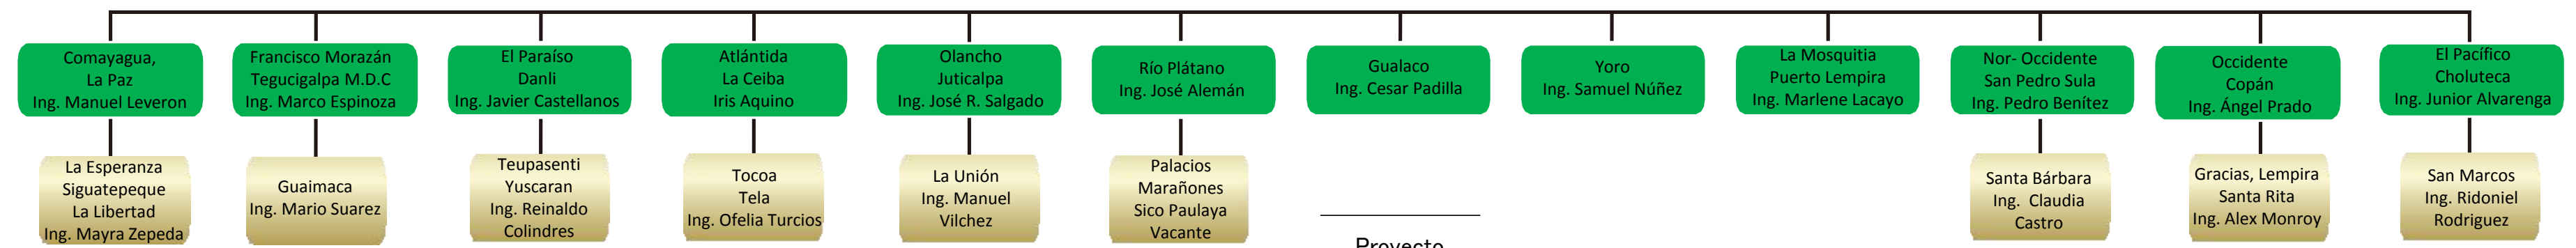 Comayagua,
La Paz
Ing. Manuel Leveron
Francisco Morazán
Tegucigalpa M.D.C
Ing. Marco Espinoza
El Paraíso
Danli
Ing. Javier Castellanos
Atlántida
La Ceiba
Iris Aquino
Olancho
Juticalpa
Ing. José R. Salgado
Río Plátano
Ing. José Alemán
Gualaco
Ing. Cesar Padilla
Yoro
Ing. Samuel Núñez
La Mosquitia
Puerto Lempira
Ing. Marlene Lacayo
Nor- Occidente
San Pedro Sula
Ing. Pedro Benítez
Occidente
Copán
Ing. Ángel Prado
El Pacífico
Choluteca
Ing. Junior Alvarenga
La Esperanza
Siguatepeque
La Libertad
Ing. Mayra Zepeda
Guaimaca
Ing. Mario Suarez
Teupasenti
Yuscaran
Ing. Reinaldo
Colindres
Tocoa
Tela
Ing. Ofelia Turcios
La Unión
Ing. Manuel
Vilchez
Palacios
Marañones
Sico Paulaya
Vacante
Santa Bárbara
Ing. Claudia
Castro
Gracias, Lempira
Santa Rita
Ing. Alex Monroy
San Marcos
Ing. Ridoniel
Rodriguez
Proyecto